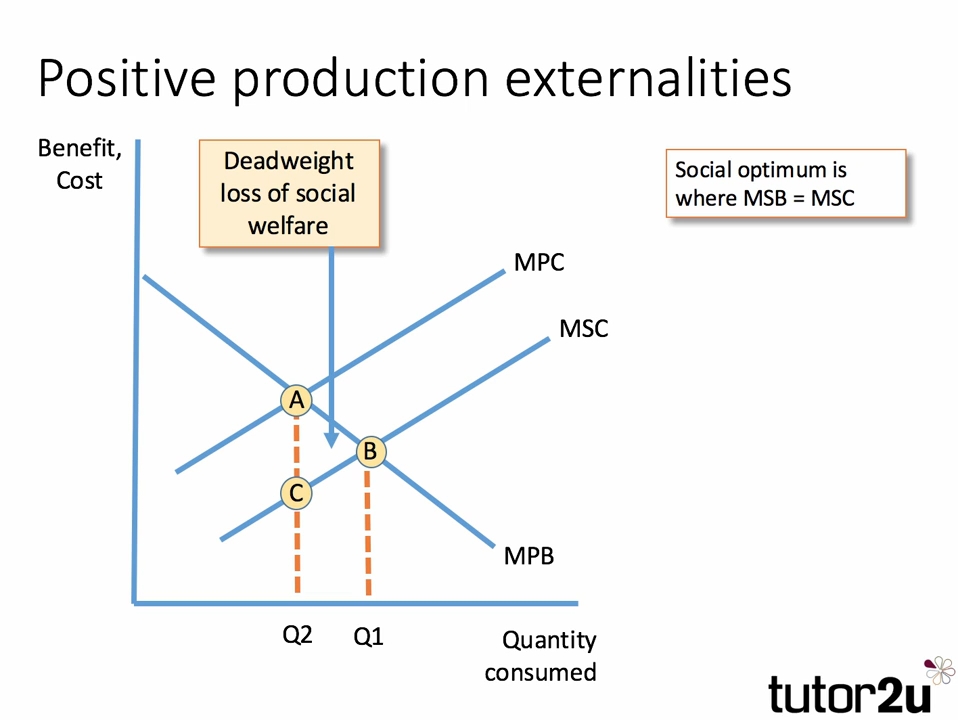 Positive production externalities
Benefit,
Cost
Deadweight
loss of social
welfare
Social optimum is
where MSB = MSC
MPC
MSC
A
B
C
MPB
Q2
Q1
Quantity
consumed
tutor2u